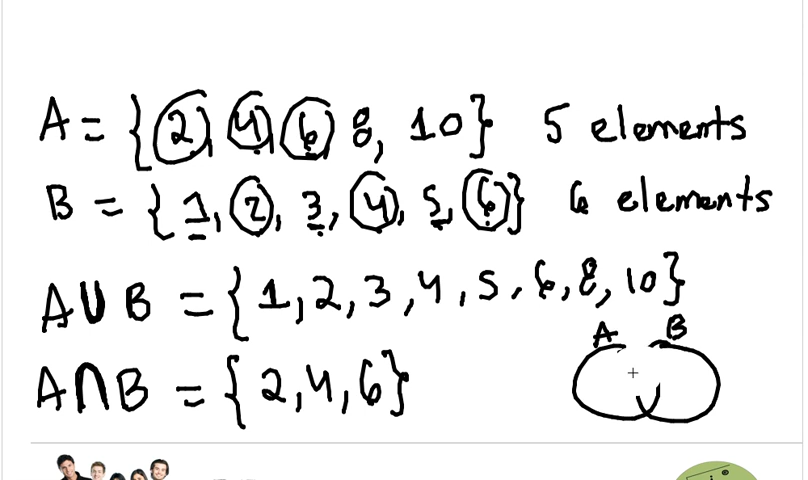 A = {2, 4, 6 8, 10} 5 elements
B = {1, 2, 3, 4, 5, 6} 6 elements
A U B = {1, 2, 3, 4, 5, 6, 8, 10}
A ∩ B = {2, 4, 6}
A B